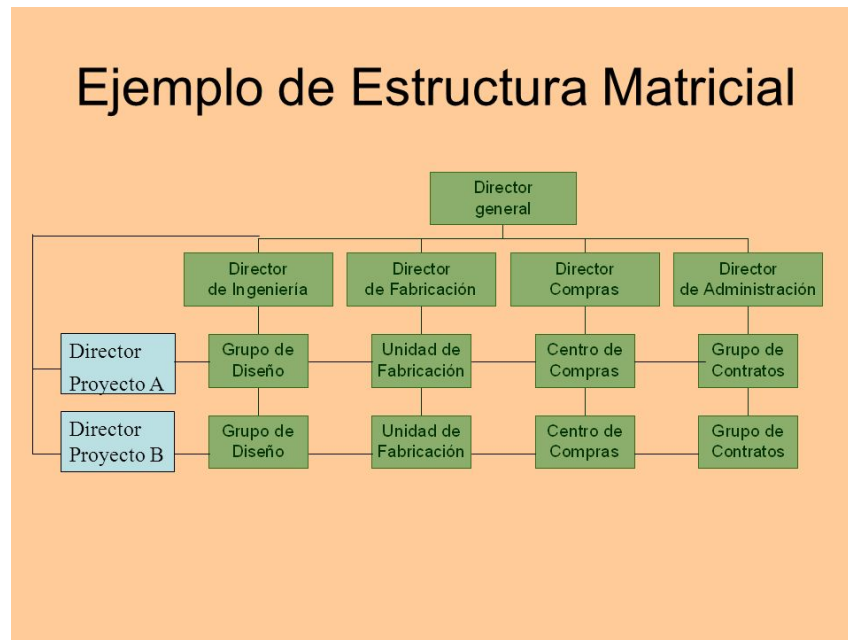 Ejemplo de Estructura Matricial
Director
general
Director
de Ingeniería
Director
de Fabricación
Director
Compras
Director
de Administración
Director
Proyecto A
Grupo de
Diseño
Unidad de
Fabricación
Centro de
Compras
Grupo de
Contratos
Director
Proyecto B
Grupo de
Diseño
Unidad de
Fabricación
Centro de
Compras
Grupo de
Contratos